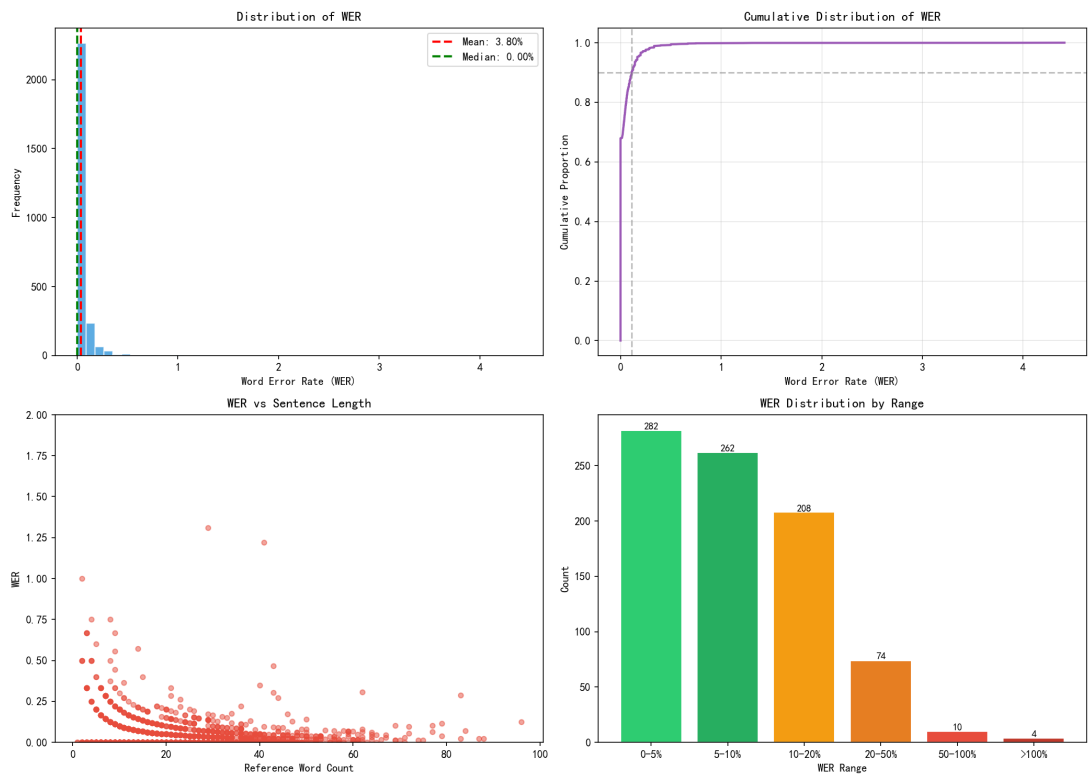 Distribution of WER
Mean: 3.80%
Median: 0.00%
2000
1500
1000
500
0
Frequency
0 1 2 3 4
Word Error Rate (WER)
Cumulative Distribution of WER
1.0
0.8
0.6
0.4
0.2
0.0
Cumulative Proportion
0 1 2 3 4
Word Error Rate (WER)
WER vs Sentence Length
2.00
1.75
1.50
1.25
1.00
0.75
0.50
0.25
0.00
WER
0 20 40 60 80 100
Reference Word Count
WER Distribution by Range
250
200
150
100
50
0
Count
282
262
208
74
10
4
0-5% 5-10% 10-20% 20-50% 50-100% >100%
WER Range